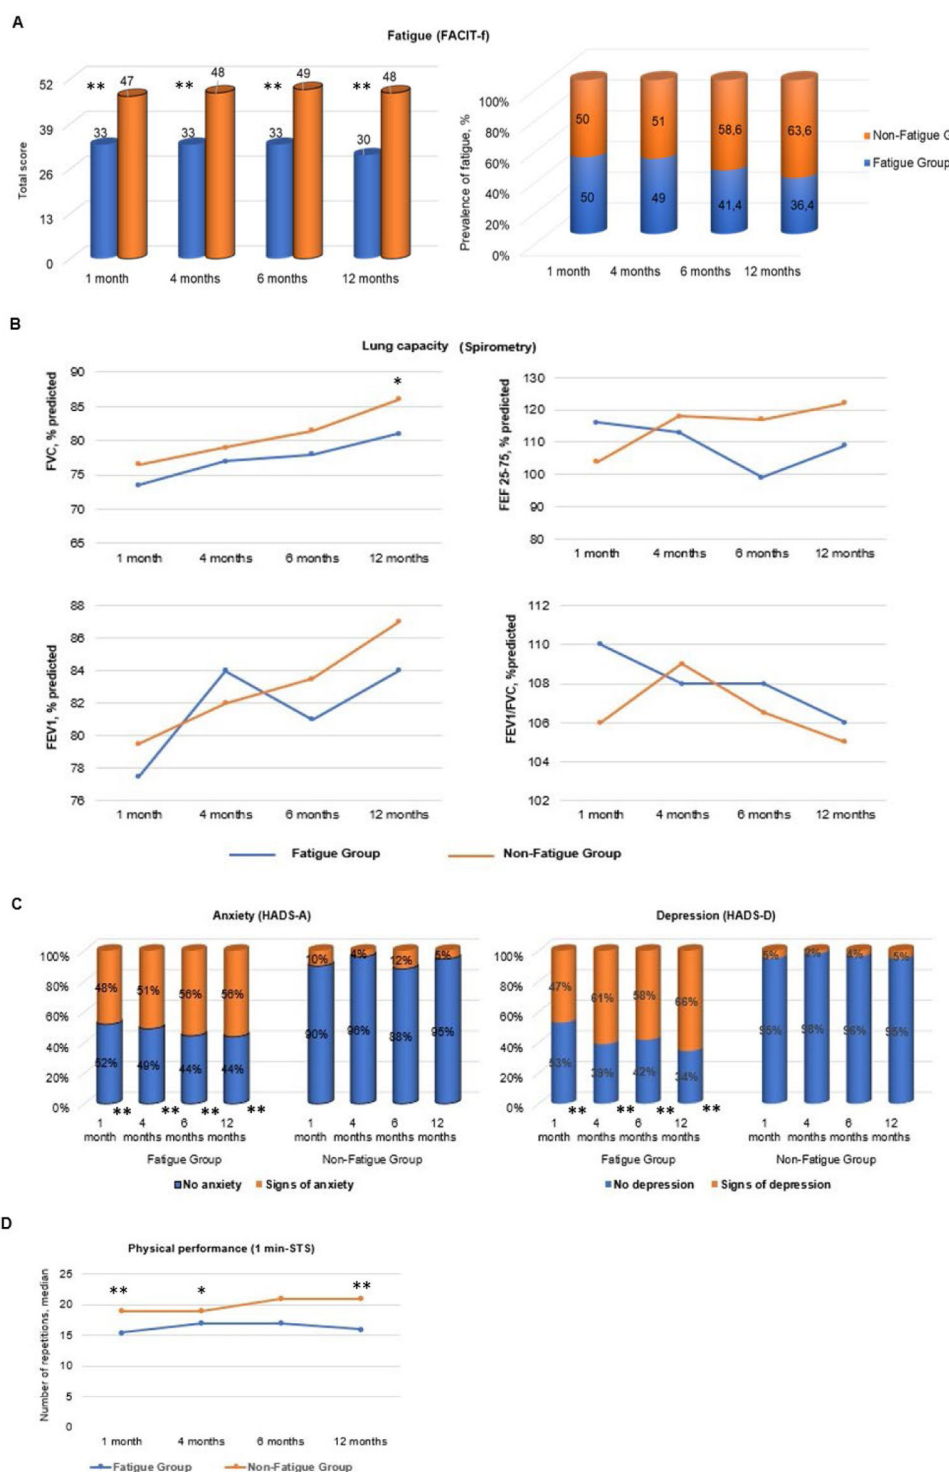 A
Fatigue (FACIT-f)
Total score
52
39
26
13
0
** ** ** **
47 48 49 48
33 33 33 30
1 month 4 months 6 months 12 months
Prevalence of fatigue, %
100%
80%
60%
40%
20%
0%
50 51 58,6 63,6
50 49 41,4 36,4
1 month 4 months 6 months 12 months
Non-Fatigue G
Fatigue Group
B
Lung capacity (Spirometry)
FVC, % predicted
90
85
80
75
70
65
*
1 month 4 months 6 months 12 months
FEF 25-75, % predicted
130
120
110
100
90
80
1 month 4 months 6 months 12 months
FEV1, % predicted
88
86
84
82
80
78
76
1 month 4 months 6 months 12 months
FEV1/FVC, %predicted
112
110
108
106
104
102
1 month 4 months 6 months 12 months
Fatigue Group Non-Fatigue Group
C
Anxiety (HADS-A)
100%
80%
60%
40%
20%
0%
48% 51% 56% 56% 10% 4% 12% 5%
52% 49% 44% 44% 90% 96% 88% 95%
** ** ** **
1 4 6 12 1 4 6 12
month months months months month months months months
Fatigue Group Non-Fatigue Group
No anxiety Signs of anxiety
Depression (HADS-D)
100%
80%
60%
40%
20%
0%
47% 61% 58% 66% 5% 2% 4% 5%
53% 39% 42% 34% 95% 98% 96% 95%
** ** ** **
1 4 6 12 1 4 6 12
month months months months month months months months
Fatigue Group Non-Fatigue Group
No depression Signs of depression
D
Physical performance (1 min-STS)
Number of repetitions, median
25
20
15
10
5
0
** * **
1 month 4 months 6 months 12 months
Fatigue Group Non-Fatigue Group